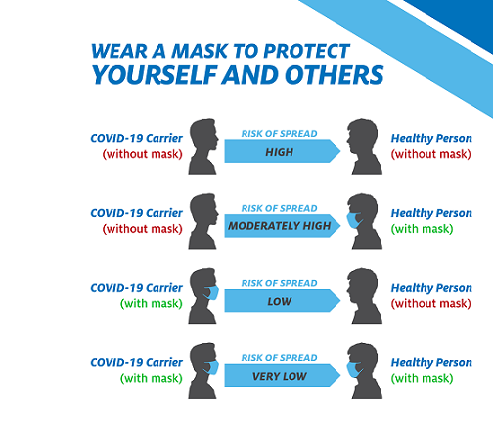 WEAR A MASK TO PROTECT
YOURSELF AND OTHERS
COVID-19 Carrier
(without mask)
RISK OF SPREAD
HIGH
Healthy Person
(without mask)
COVID-19 Carrier
(without mask)
RISK OF SPREAD
MODERATELY HIGH
Healthy Person
(with mask)
COVID-19 Carrier
(with mask)
RISK OF SPREAD
LOW
Healthy Person
(without mask)
COVID-19 Carrier
(with mask)
RISK OF SPREAD
VERY LOW
Healthy Person
(with mask)